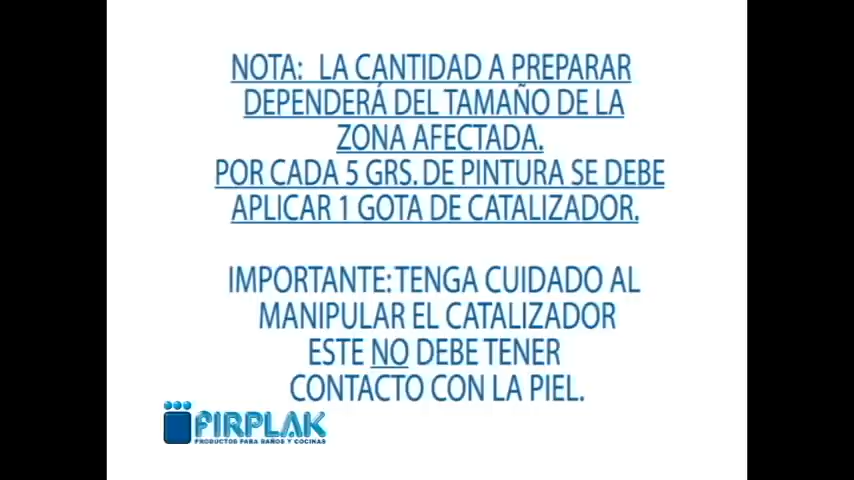 NOTA: LA CANTIDAD A PREPARAR
DEPENDERÁ DEL TAMAÑO DE LA
ZONA AFECTADA.
POR CADA 5 GRS. DE PINTURA SE DEBE
APLICAR 1 GOTA DE CATALIZADOR.
IMPORTANTE: TENGA CUIDADO AL
MANIPULAR EL CATALIZADOR
ESTE NO DEBE TENER
CONTACTO CON LA PIEL.
FIRPLAK
PRODUCTOS PARA BAÑOS Y COCINAS